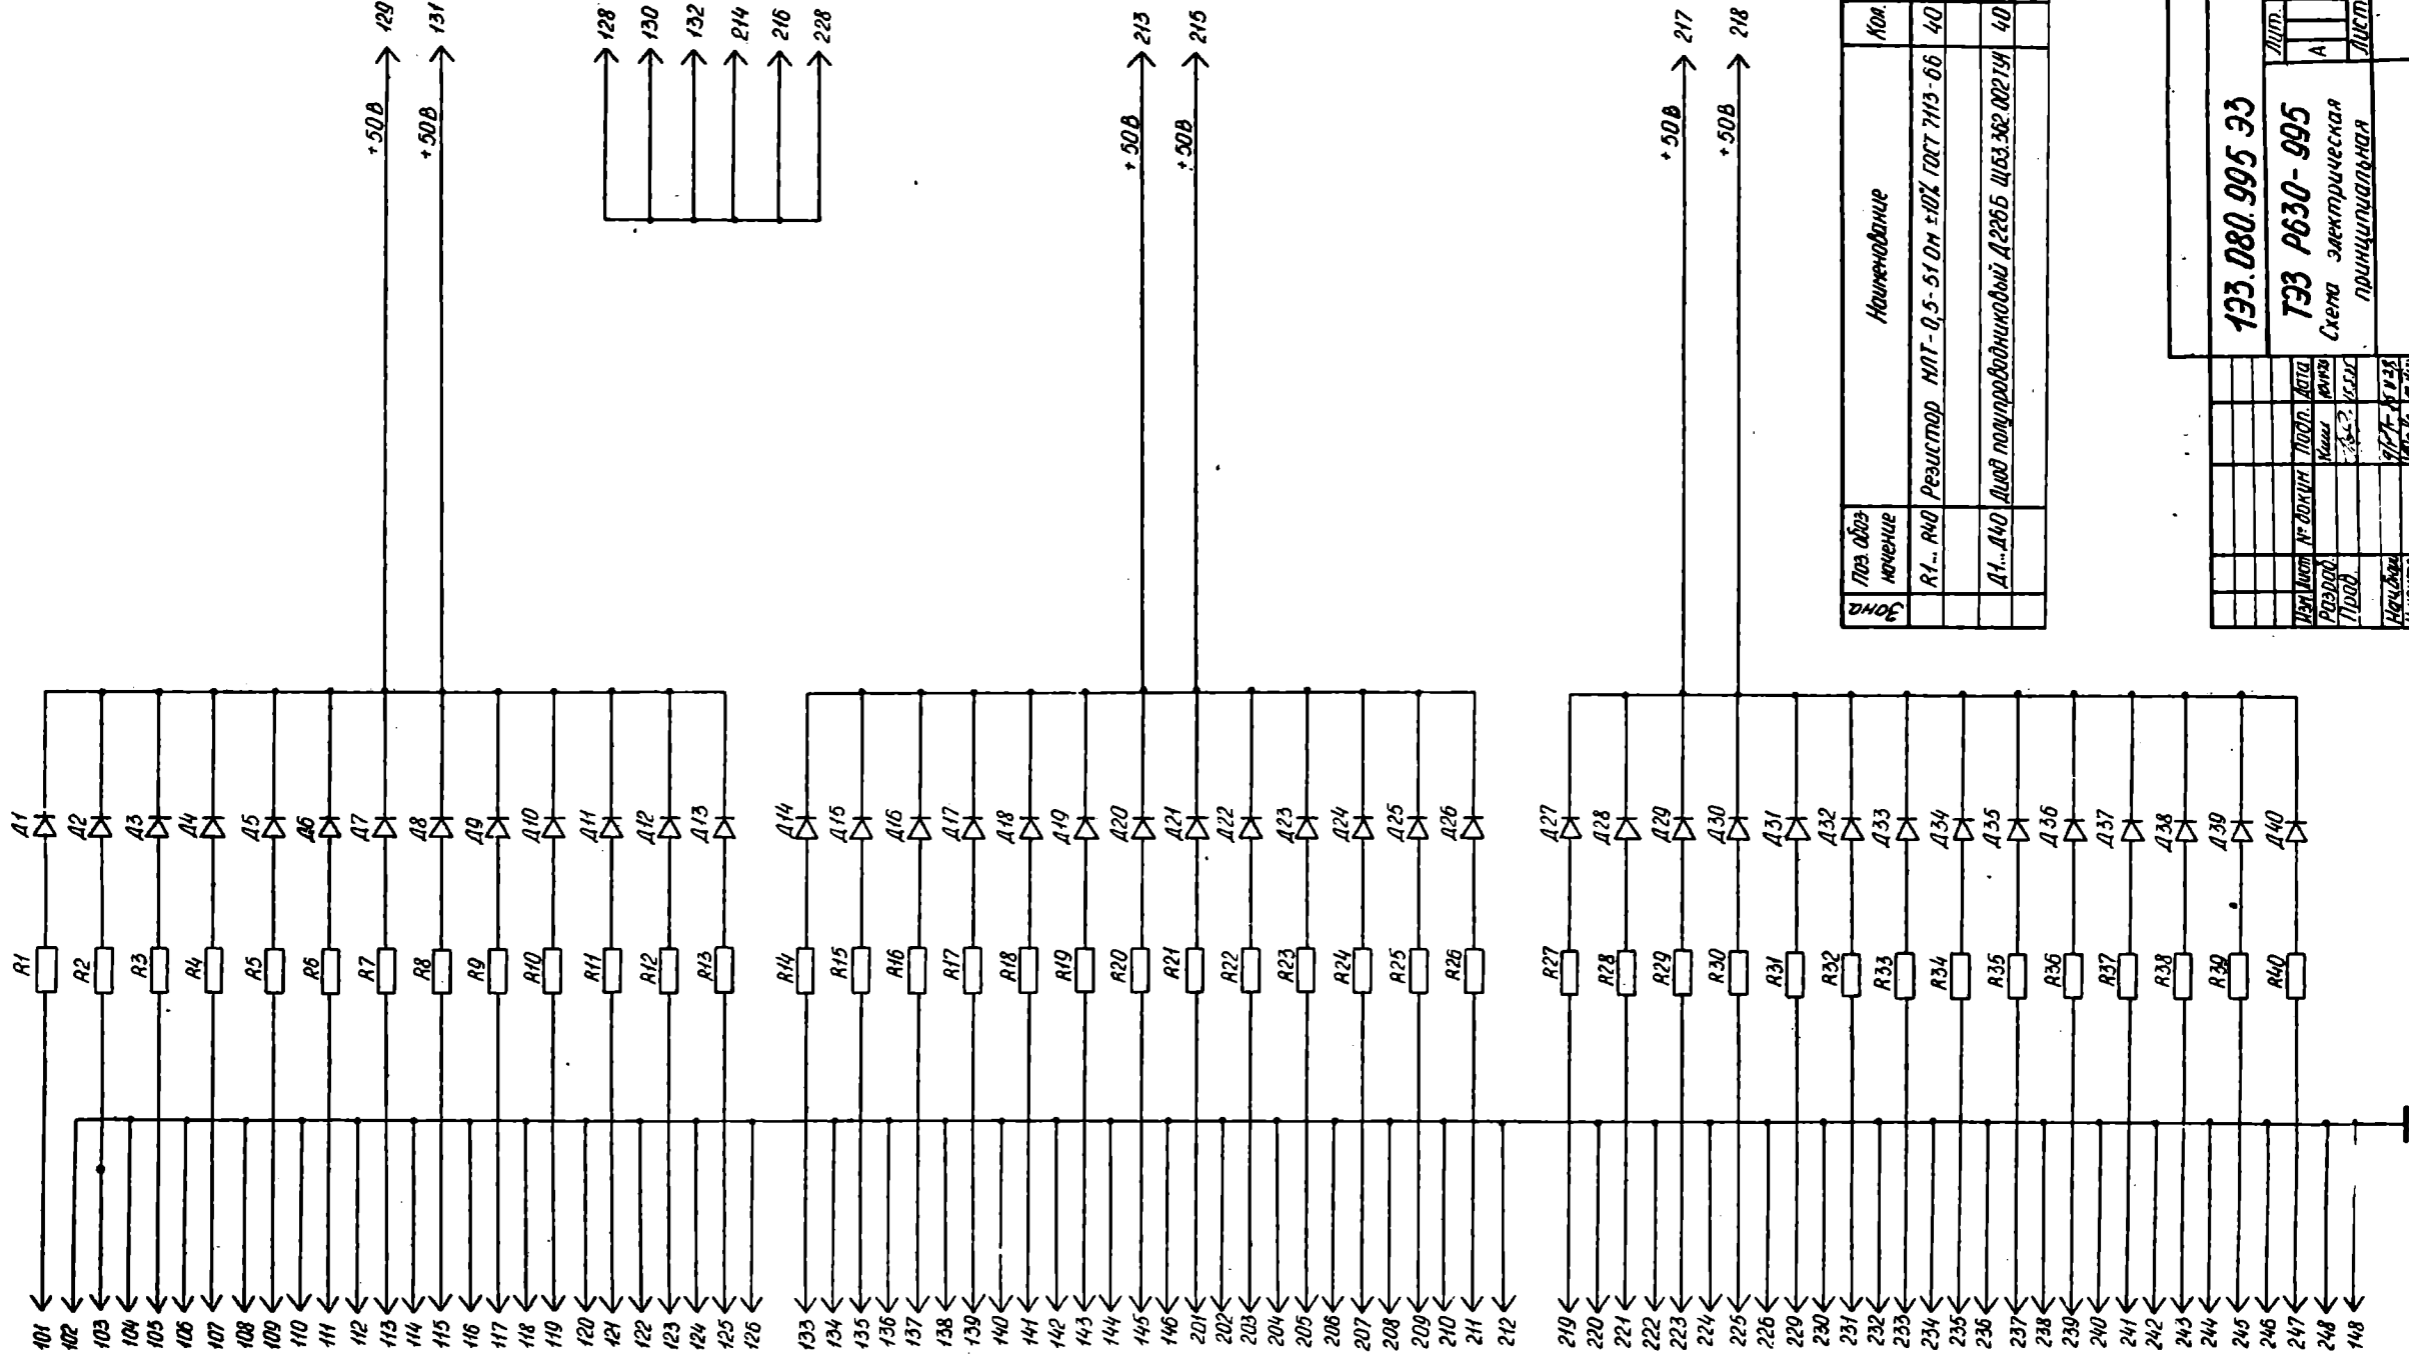 129
131
128
130
132
214
216
228
213
215
217
218
+50В
+50В
+50В
+50В
+50В
+50В
Зона
Поз. обоз
начение
Наименование
Кол.
R1... R40 Резистор МЛТ-0,5-51 Ом ±10% ГОСТ 7113-66 40
Д1...Д40 Диод полупроводниковый Д226Б ЩБ3.362.002ТУ1 40
1ЭЗ.080.995 ЭЗ
ТЭЗ Р630-995
Схема электрическая
принципиальная
Лит.
А
Лист
Изм Лист № докум. Подп. Дата
Разраб.
Пров.
Д1 Д2 Д3 Д4 Д5 Д6 Д7 Д8 Д9 Д10 Д11 Д12 Д13
Д14 Д15 Д16 Д17 Д18 Д19 Д20 Д21 Д22 Д23 Д24 Д25 Д26
Д27 Д28 Д29 Д30 Д31 Д32 Д33 Д34 Д35 Д36 Д37 Д38 Д39 Д40
R1 R2 R3 R4 R5 R6 R7 R8 R9 R10 R11 R12 R13
R14 R15 R16 R17 R18 R19 R20 R21 R22 R23 R24 R25 R26
R27 R28 R29 R30 R31 R32 R33 R34 R35 R36 R37 R38 R39 R40
101 102 103 104 105 106 107 108 109 110 111 112 113 114 115 116 117 118 119 120 121 122 123 124 125 126
133 134 135 136 137 138 139 140 141 142 143 144 145 146 201 202 203 204 205 206 207 208 209 210 211 212
219 220 221 222 223 224 225 226 229 230 231 232 233 234 235 236 237 238 239 240 241 242 243 244 245 246 247 248 148